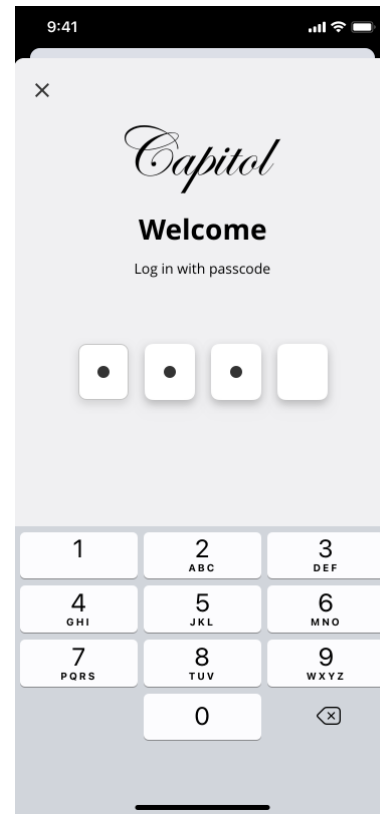 9:41
Capitol
Welcome
Log in with passcode
1
2
ABC
3
DEF
4
GHI
5
JKL
6
MNO
7
PQRS
8
TUV
9
WXYZ
0